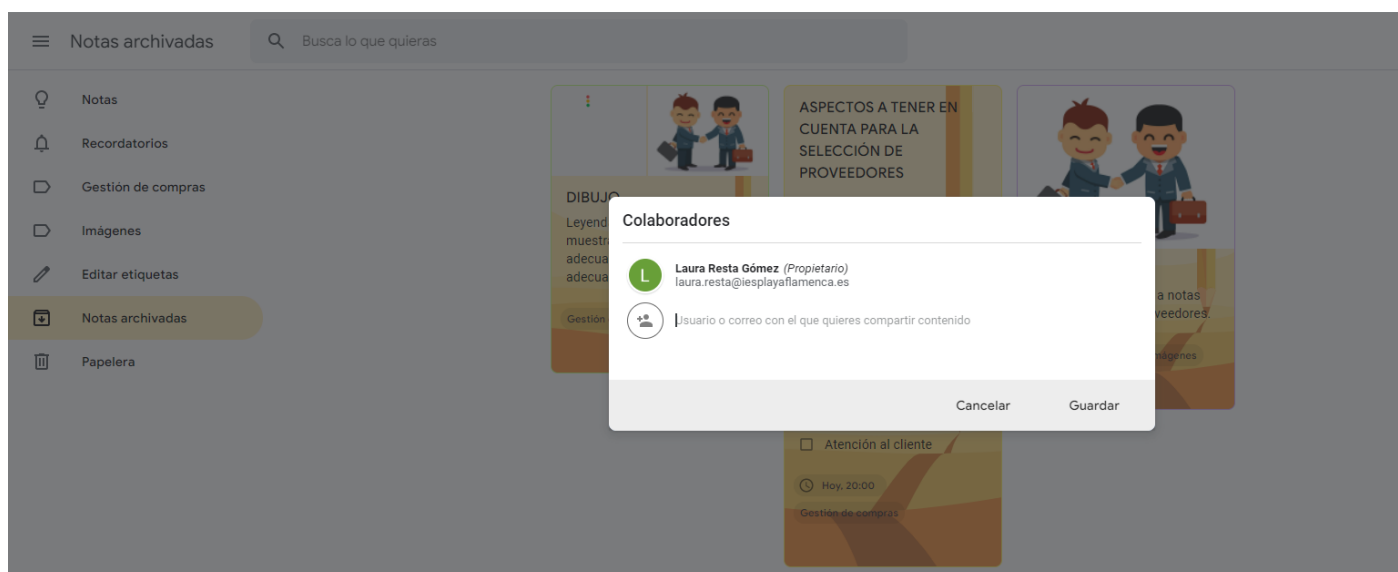 Notas archivadas
Busca lo que quieras
Notas
Recordatorios
Gestión de compras
Imágenes
Editar etiquetas
Notas archivadas
Papelera
DIBUJO
Leyend
muestr
adecua
adecua
Gestión
ASPECTOS A TENER EN
CUENTA PARA LA
SELECCIÓN DE
PROVEEDORES
Atención al cliente
Hoy, 20:00
Gestión de compras
a notas
veedores.
mágenes
Colaboradores
L
Laura Resta Gómez (Propietario)
laura.resta@iesplayaflamenca.es
Usuario o correo con el que quieres compartir contenido
Cancelar
Guardar